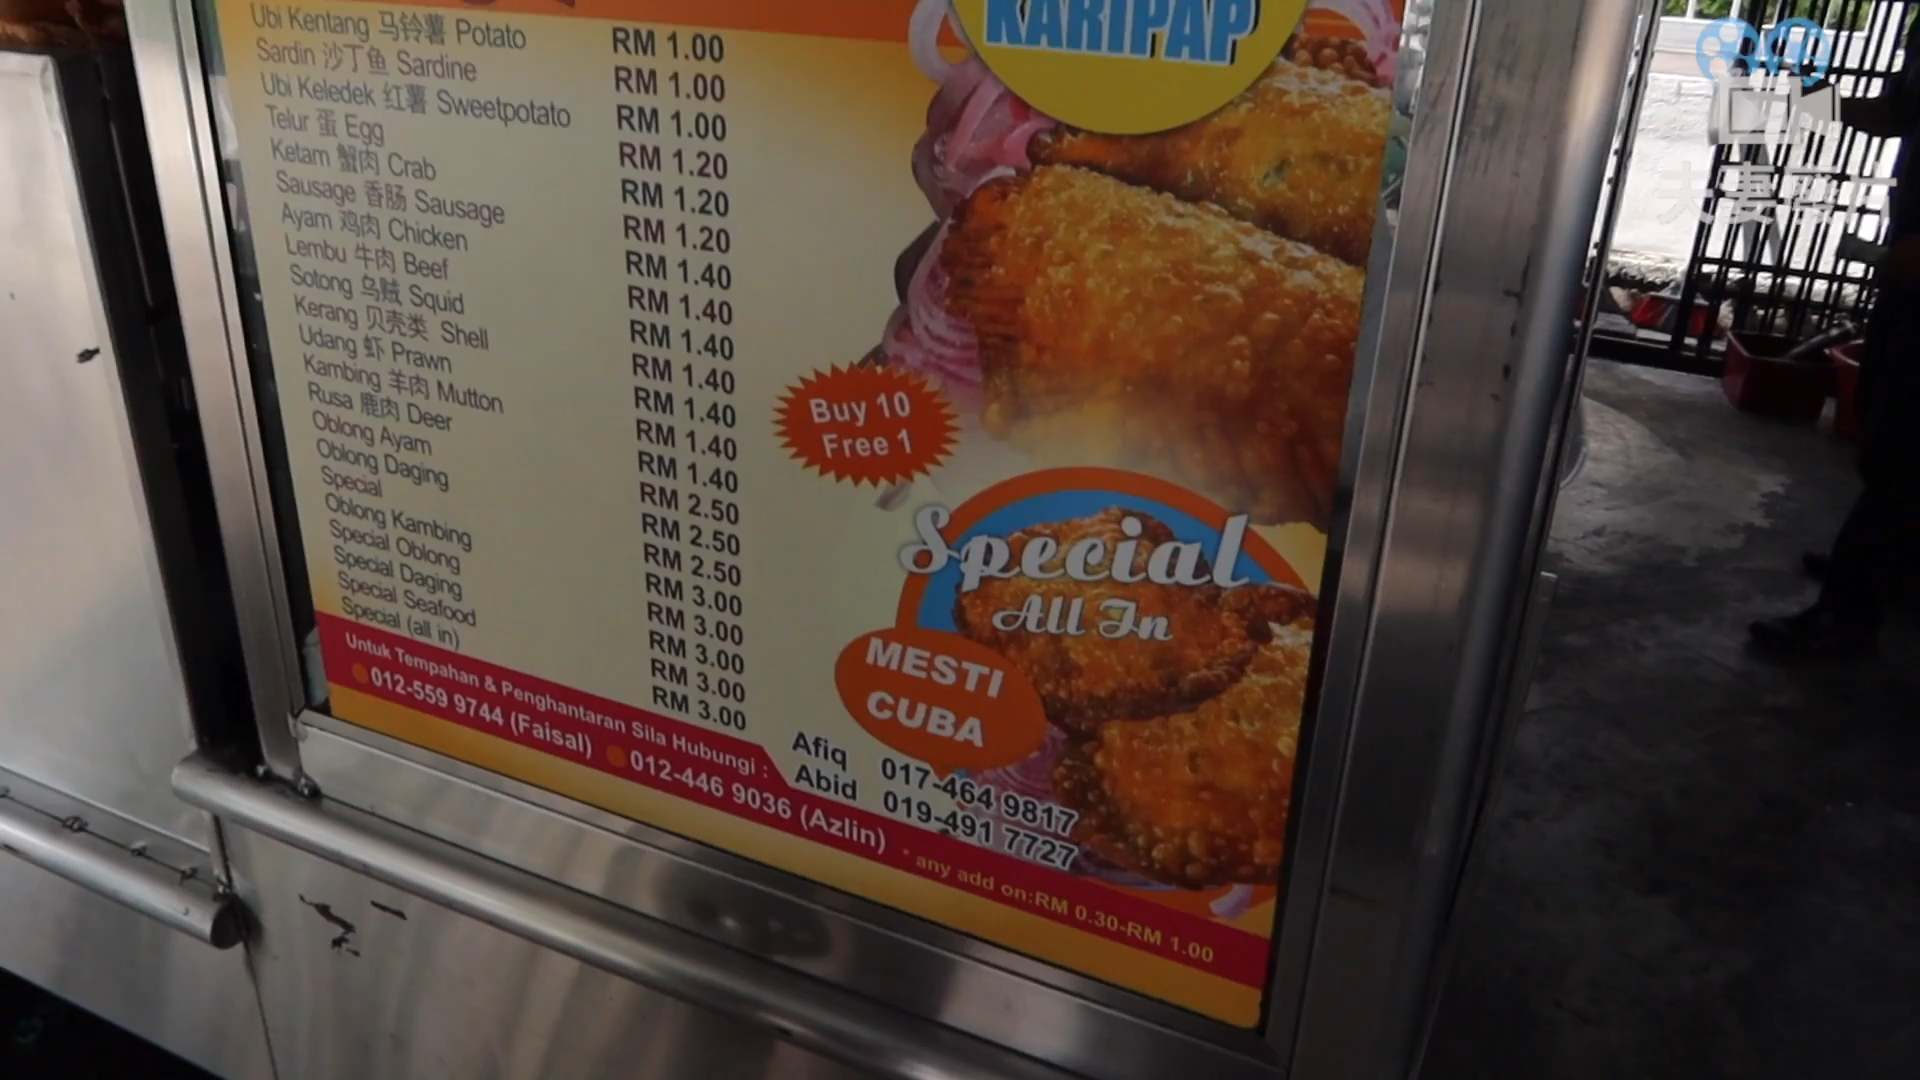 KARIPAP
Ubi Kentang 马铃薯 Potato RM 1.00
Sardin 沙丁鱼 Sardine RM 1.00
Ubi Keledek 红薯 Sweetpotato RM 1.00
Telur 蛋 Egg RM 1.20
Ketam 蟹肉 Crab RM 1.20
Sausage 香肠 Sausage RM 1.20
Ayam 鸡肉 Chicken RM 1.40
Lembu 牛肉 Beef RM 1.40
Sotong 乌贼 Squid RM 1.40
Kerang 贝壳类 Shell RM 1.40
Udang 虾 Prawn RM 1.40
Kambing 羊肉 Mutton RM 1.40
Rusa 鹿肉 Deer RM 1.40
Oblong Ayam RM 2.50
Oblong Daging RM 2.50
Special RM 2.50
Oblong Kambing RM 3.00
Special Oblong RM 3.00
Special Daging RM 3.00
Special Seafood RM 3.00
Special (all in) RM 3.00
Buy 10
Free 1
Special
All In
MESTI
CUBA
Untuk Tempahan & Penghantaran Sila Hubungi :
012-559 9744 (Faisal) 012-446 9036 (Azlin)
Afiq 017-464 9817
Abid 019-491 7727
* any add on:RM 0.30-RM 1.00
夫妻